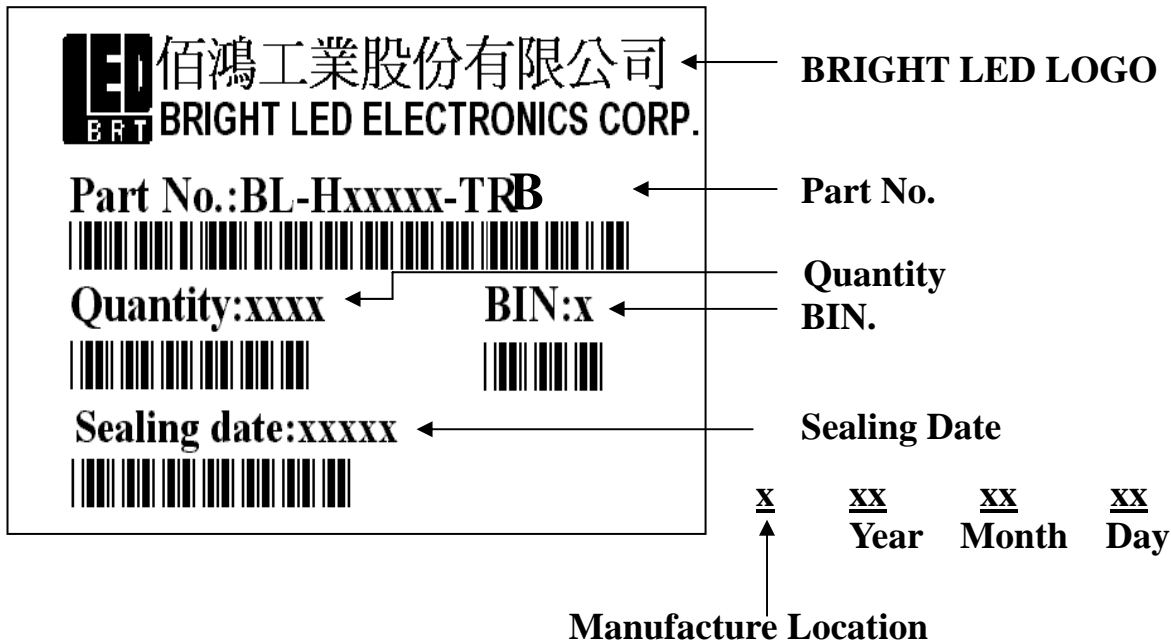 LED
BRT
佰鴻工業股份有限公司
BRIGHT LED ELECTRONICS CORP.
BRIGHT LED LOGO
Part No.:BL-Hxxxxx-TRB
Part No.
Quantity:xxxx
BIN:x
Quantity
BIN.
Sealing date:xxxxx
Sealing Date
x xx xx xx
Year Month Day
Manufacture Location